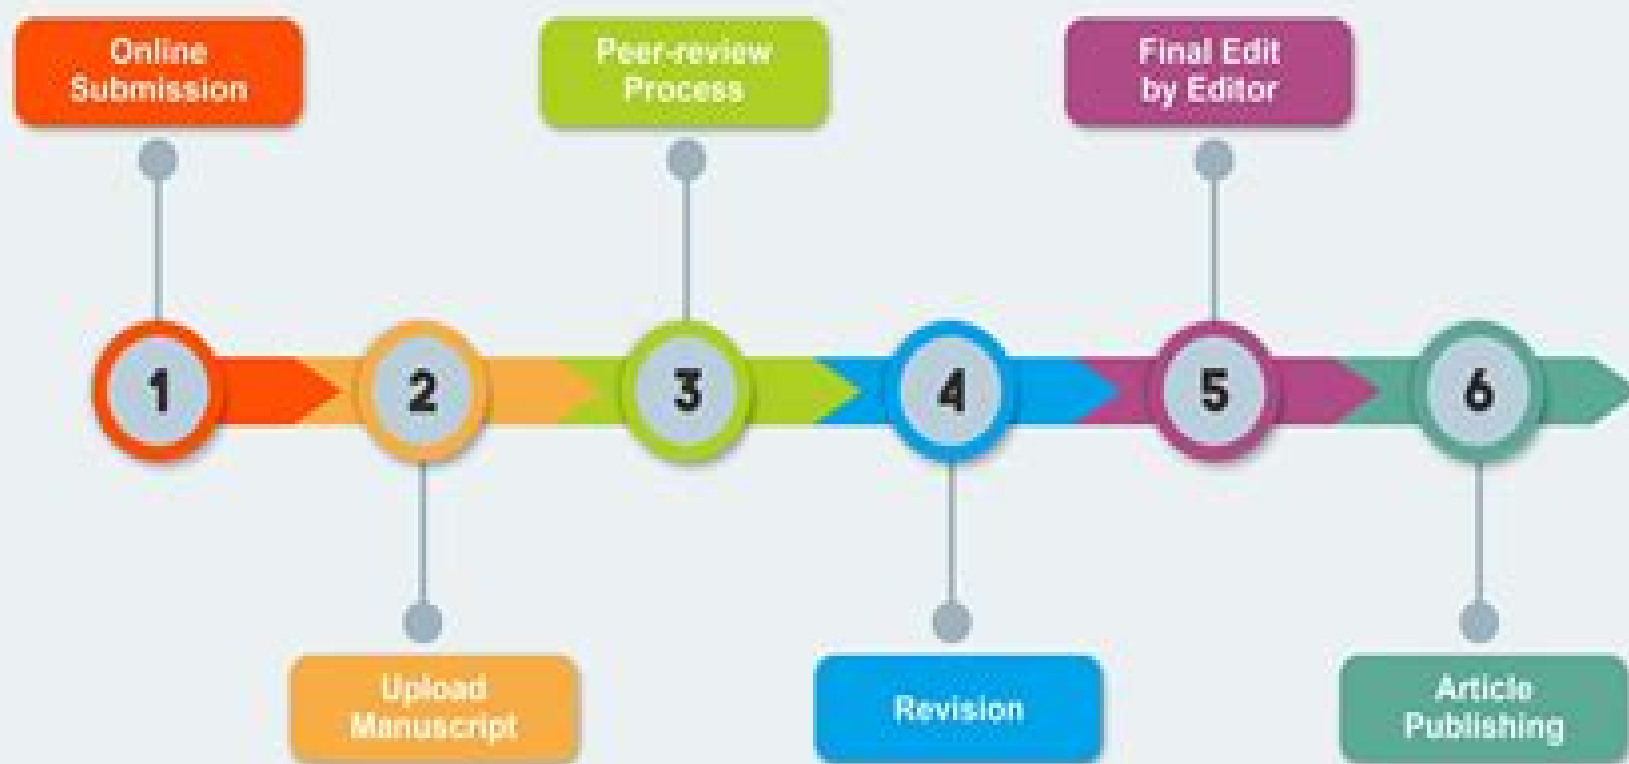 Online
Submission
Peer-review
Process
Final Edit
by Editor
1
2
3
4
5
6
Upload
Manuscript
Revision
Article
Publishing